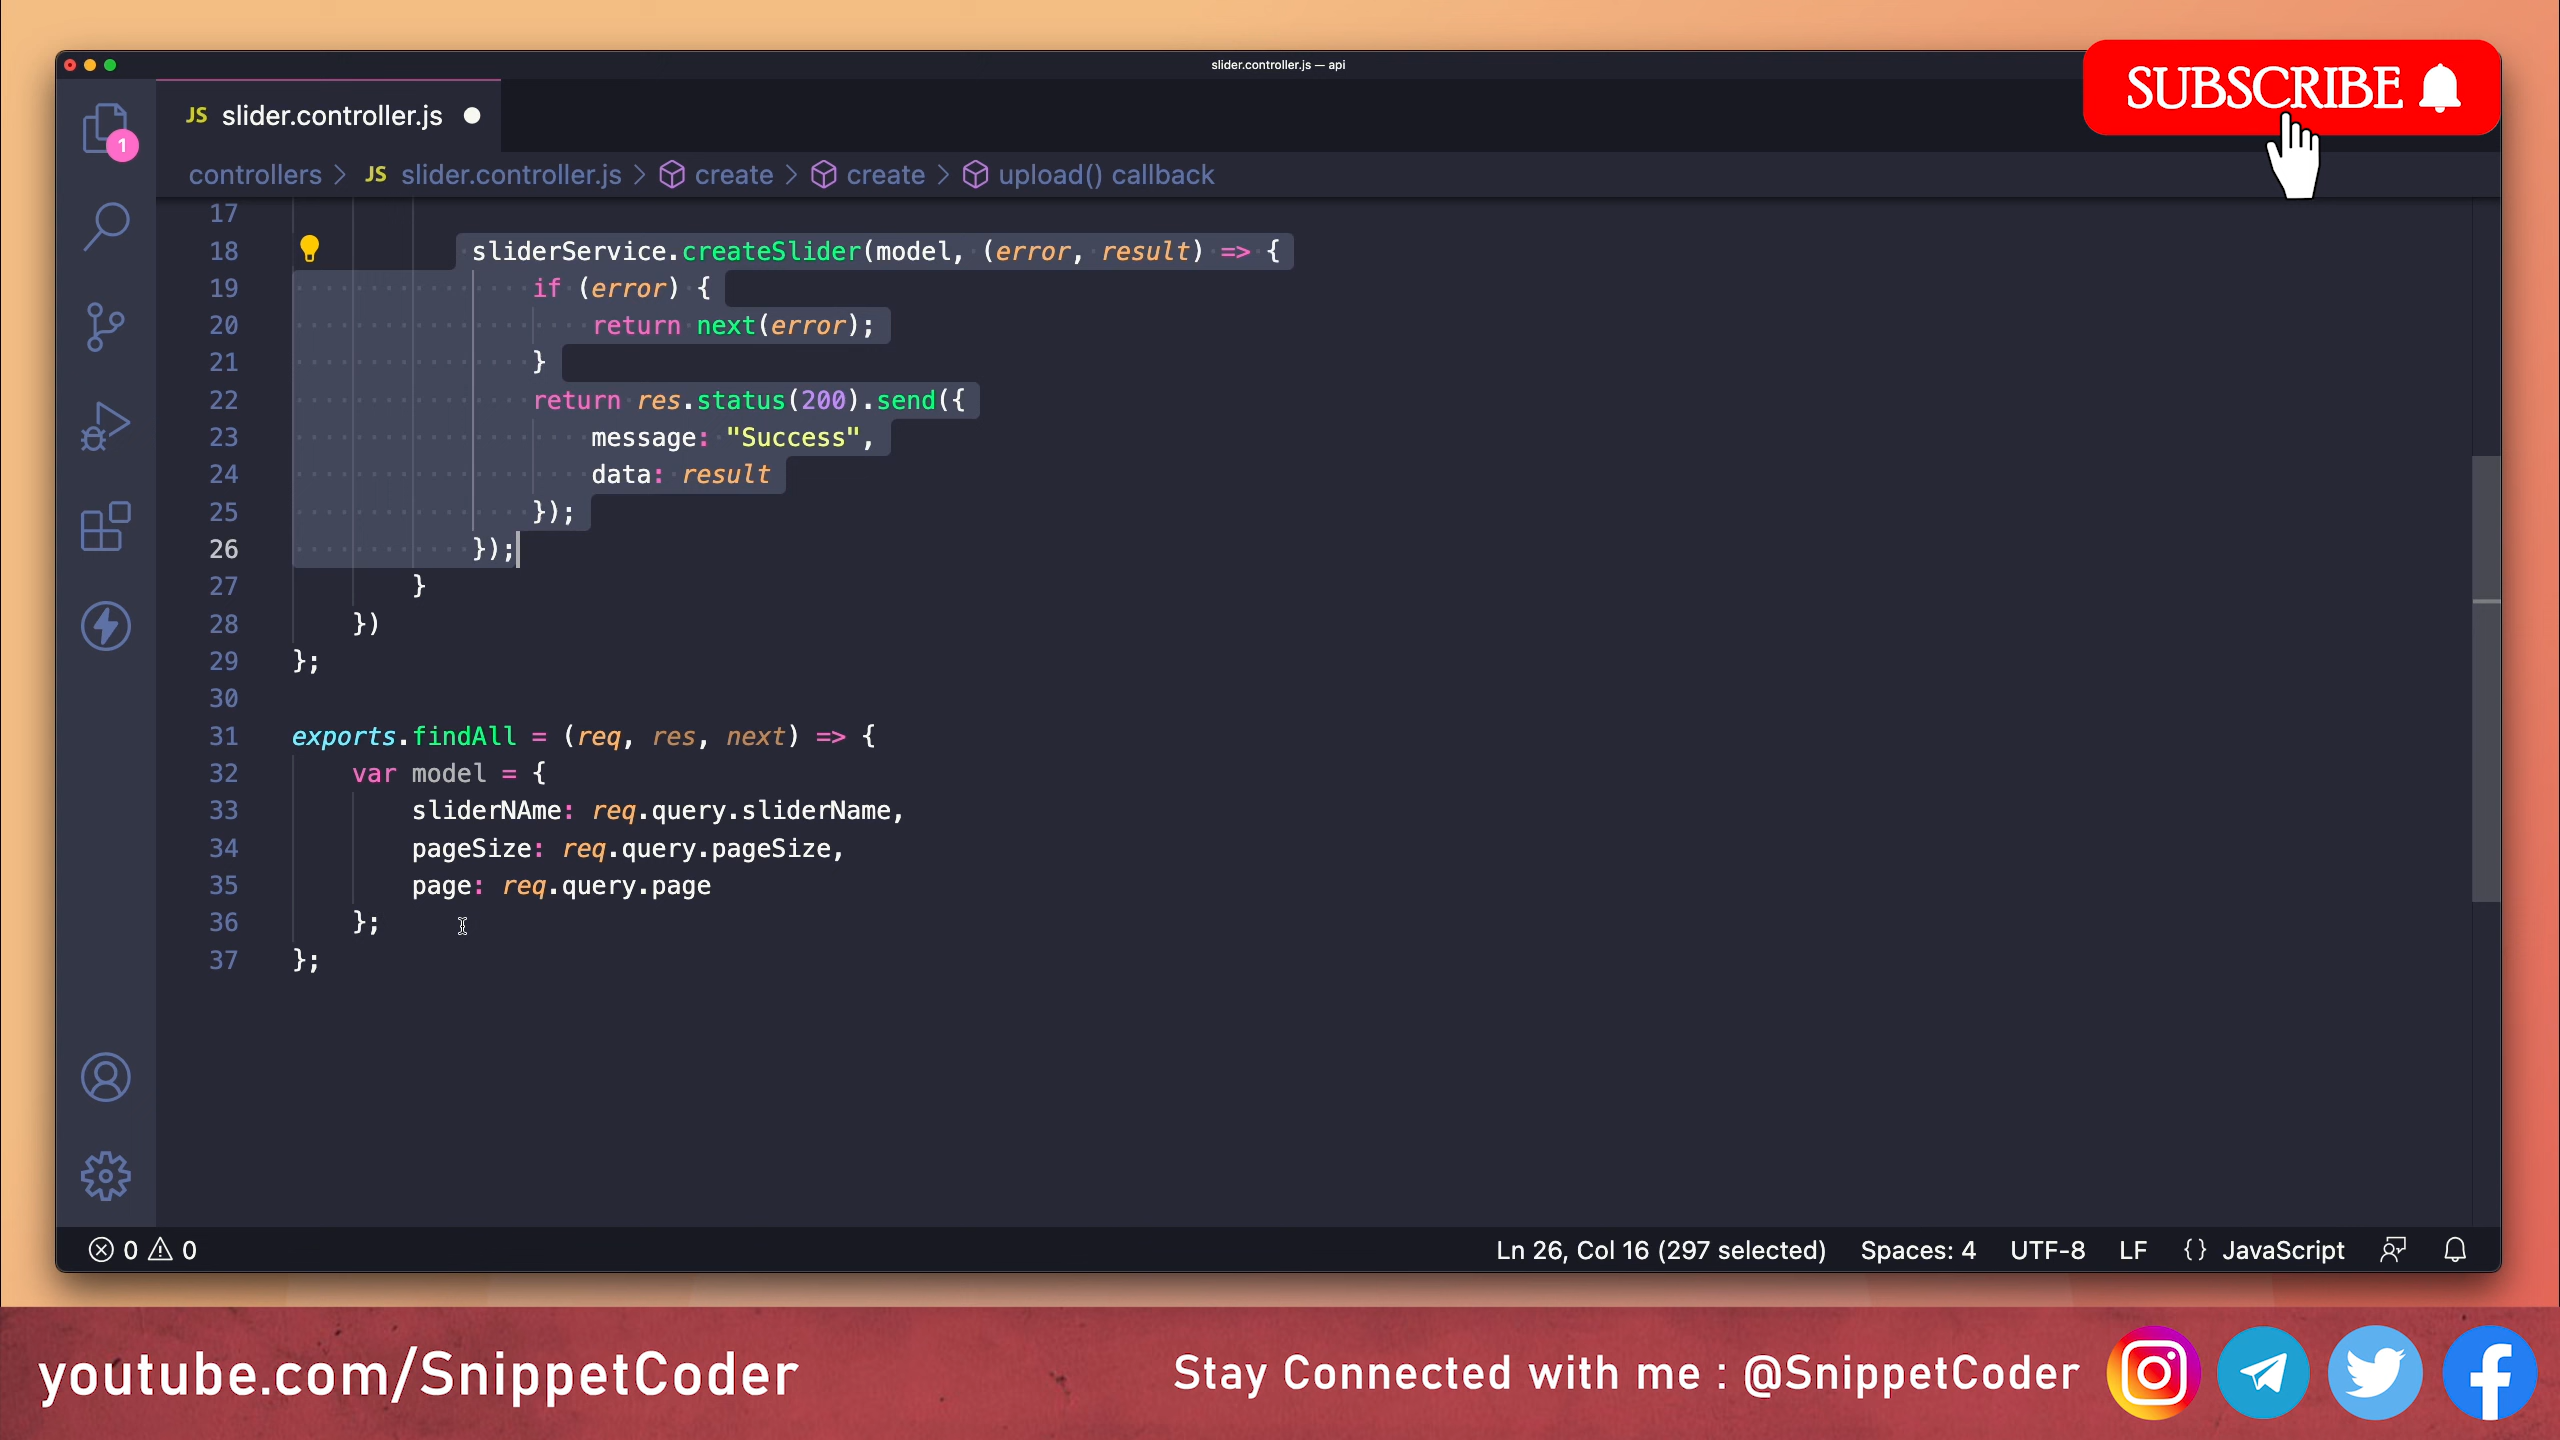 slider.controller.js — api
SUBSCRIBE
JS slider.controller.js
1
controllers > JS slider.controller.js > create > create > upload() callback
17
18 sliderService.createSlider(model, (error, result) => {
19 if (error) {
20 return next(error);
21 }
22 return res.status(200).send({
23 message: "Success",
24 data: result
25 });
26 });
27 }
28 })
29 };
30
31 exports.findAll = (req, res, next) => {
32 var model = {
33 sliderNAme: req.query.sliderName,
34 pageSize: req.query.pageSize,
35 page: req.query.page
36 };
37 };
0 0 Ln 26, Col 16 (297 selected) Spaces: 4 UTF-8 LF {} JavaScript
youtube.com/SnippetCoder Stay Connected with me : @SnippetCoder